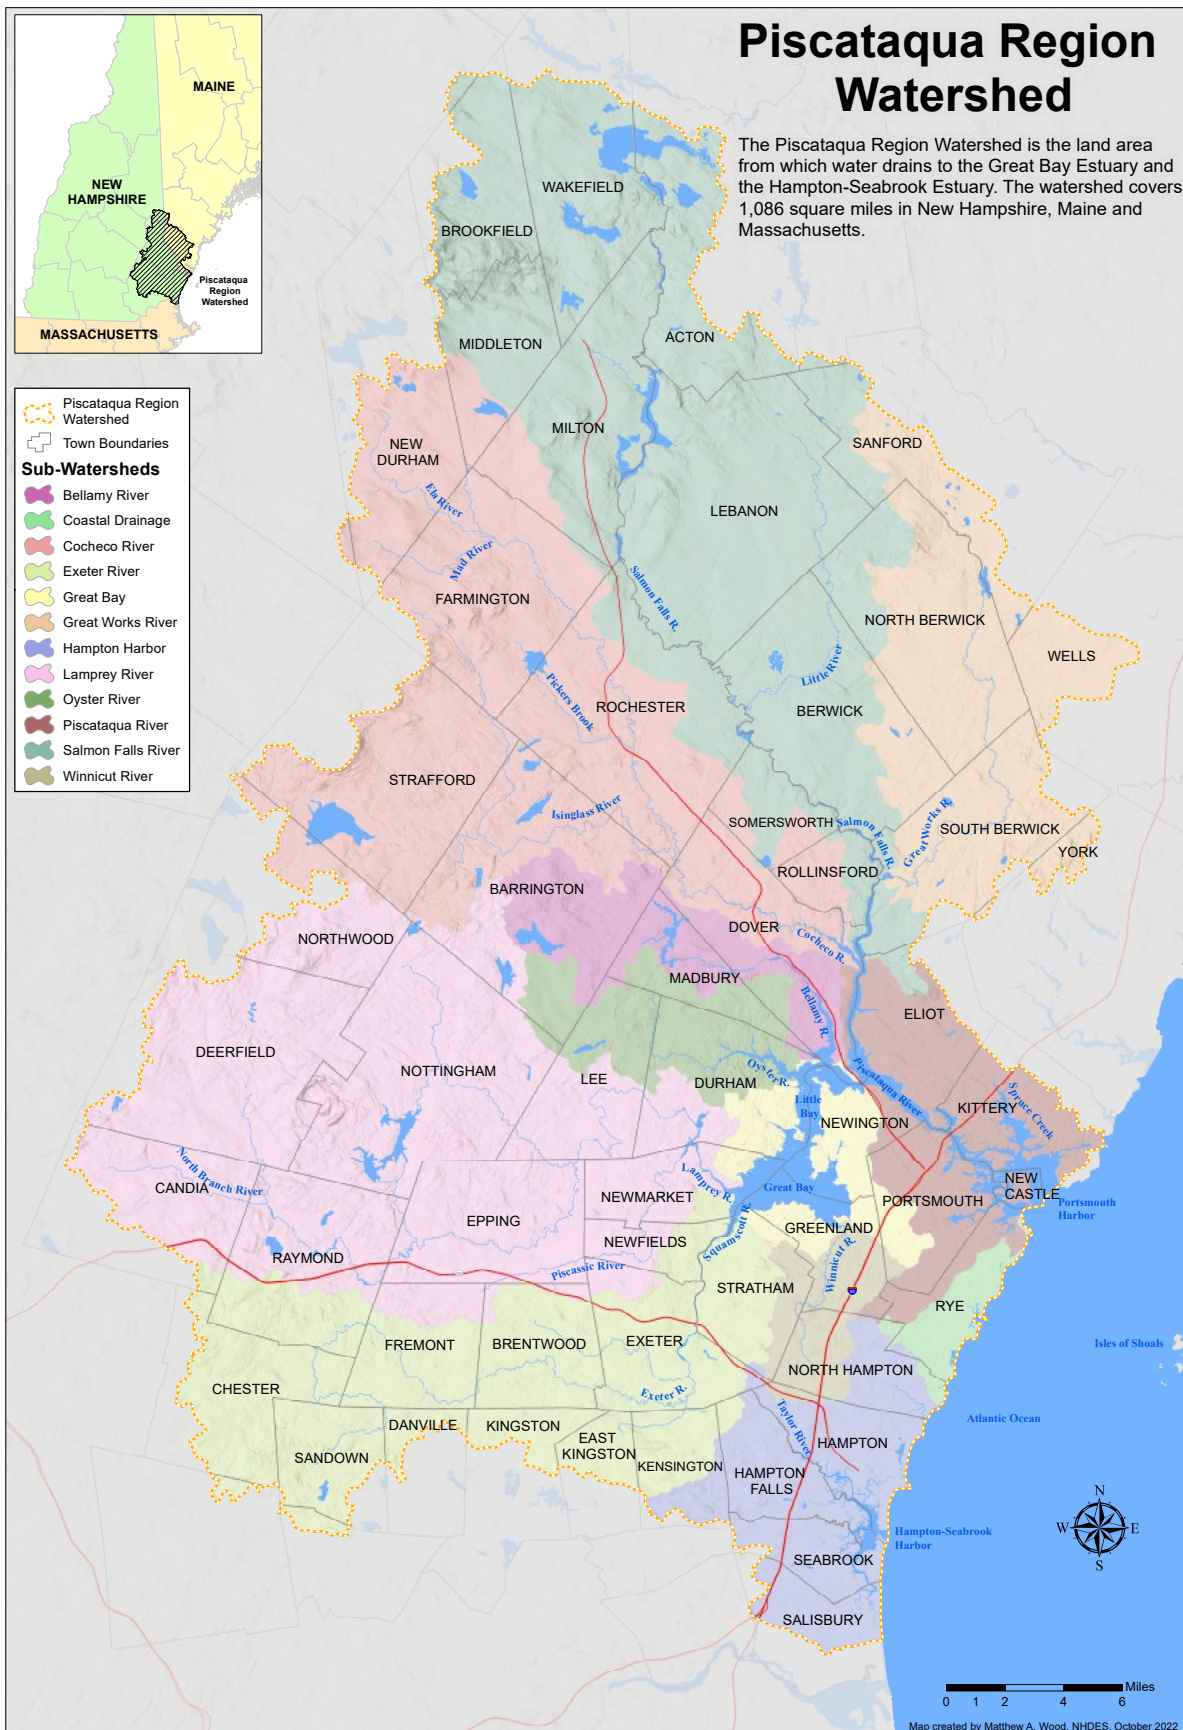 Piscataqua Region
Watershed
The Piscataqua Region Watershed is the land area
from which water drains to the Great Bay Estuary and
the Hampton-Seabrook Estuary. The watershed covers
1,086 square miles in New Hampshire, Maine and
Massachusetts.
MAINE
NEW
HAMPSHIRE
Piscataqua
Region
Watershed
MASSACHUSETTS
Piscataqua Region
Watershed
Town Boundaries
Sub-Watersheds
Bellamy River
Coastal Drainage
Cocheco River
Exeter River
Great Bay
Great Works River
Hampton Harbor
Lamprey River
Oyster River
Piscataqua River
Salmon Falls River
Winnicut River
WAKEFIELD
BROOKFIELD
ACTON
MIDDLETON
MILTON
SANFORD
NEW
DURHAM
Ela River
LEBANON
Mad River
Salmon Falls R.
FARMINGTON
NORTH BERWICK
WELLS
Little River
Pickers Brook
ROCHESTER
BERWICK
STRAFFORD
Isinglass River
SOMERSWORTH
Salmon Falls R.
Great Works R.
SOUTH BERWICK
YORK
ROLLINSFORD
BARRINGTON
DOVER
Cocheco R.
NORTHWOOD
MADBURY
Bellamy R.
ELIOT
DEERFIELD
NOTTINGHAM
LEE
DURHAM
Oyster R.
Little
Bay
Piscataqua River
KITTERY
Spruce Creek
NEWINGTON
North Branch River
CANDIA
NEWMARKET
Lamprey R.
Great Bay
NEW
CASTLE
PORTSMOUTH
Portsmouth
Harbor
EPPING
GREENLAND
Squamscott R.
NEWFIELDS
RAYMOND
Piscassic River
Winnicut R.
STRATHAM
95
RYE
FREMONT
BRENTWOOD
EXETER
Isles of Shoals
NORTH HAMPTON
CHESTER
Exeter R.
Taylor River
Atlantic Ocean
DANVILLE
KINGSTON
EAST
KINGSTON
HAMPTON
SANDOWN
KENSINGTON
HAMPTON
FALLS
N
W
E
S
Hampton-Seabrook
Harbor
SEABROOK
SALISBURY
Miles
0 1 2 4 6
Map created by Matthew A. Wood, NHDES, October 2022